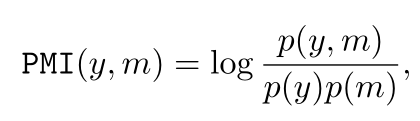 PMI(y, m) = log p(y, m) / p(y)p(m),